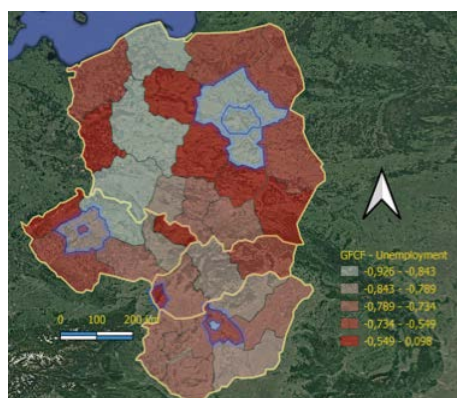 GFCF - Unemployment
-0,926 - -0,843
-0,843 - -0,789
-0,789 - -0,734
-0,734 - -0,549
-0,549 - 0,098
0 100 200 km